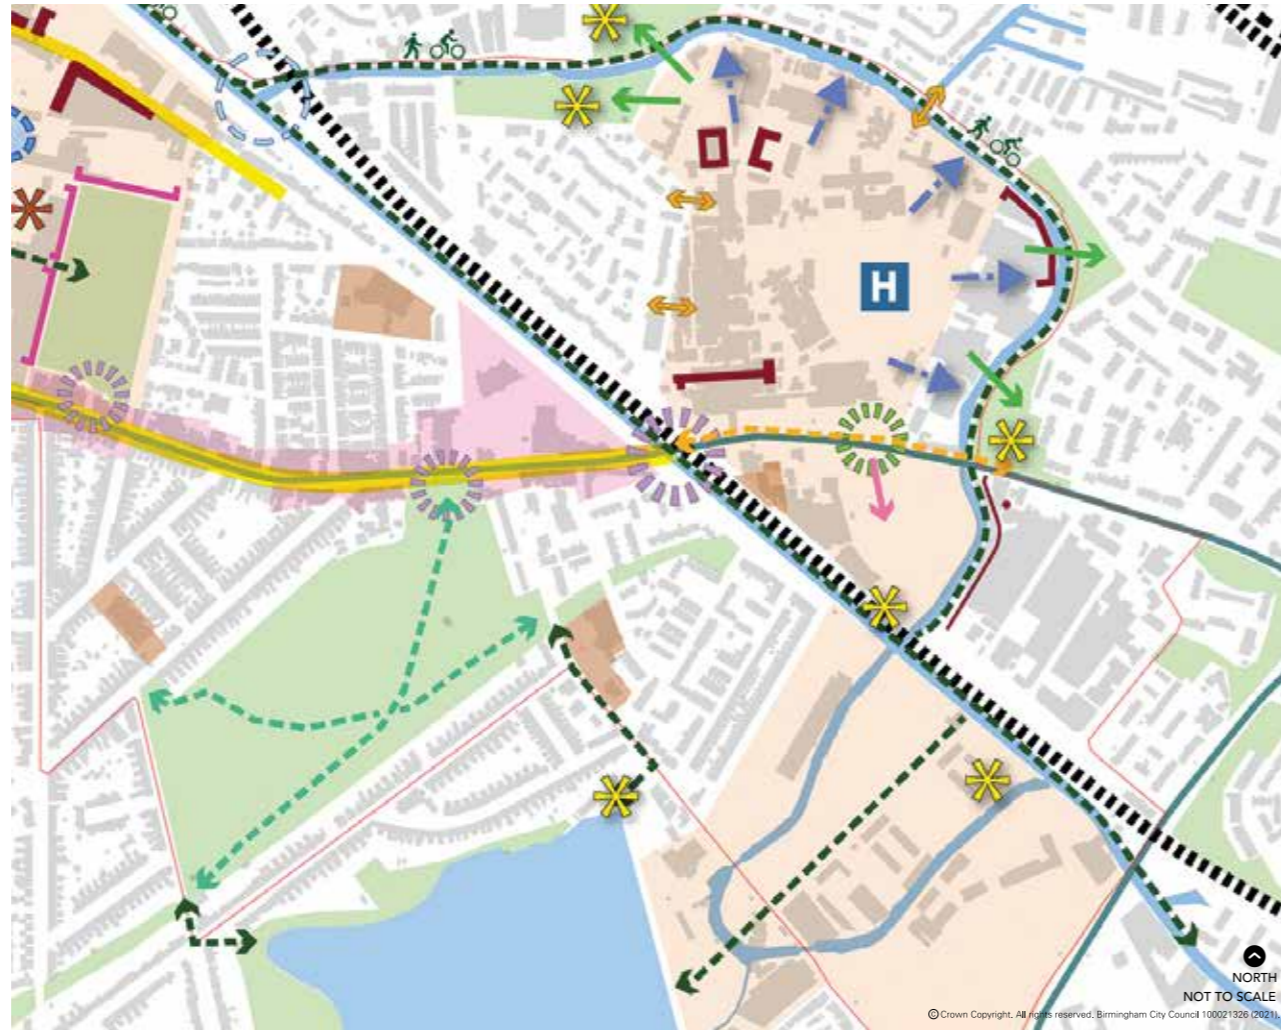 H
NORTH
NOT TO SCALE
© Crown Copyright. All rights reserved. Birmingham City Council 100021326 (2021).